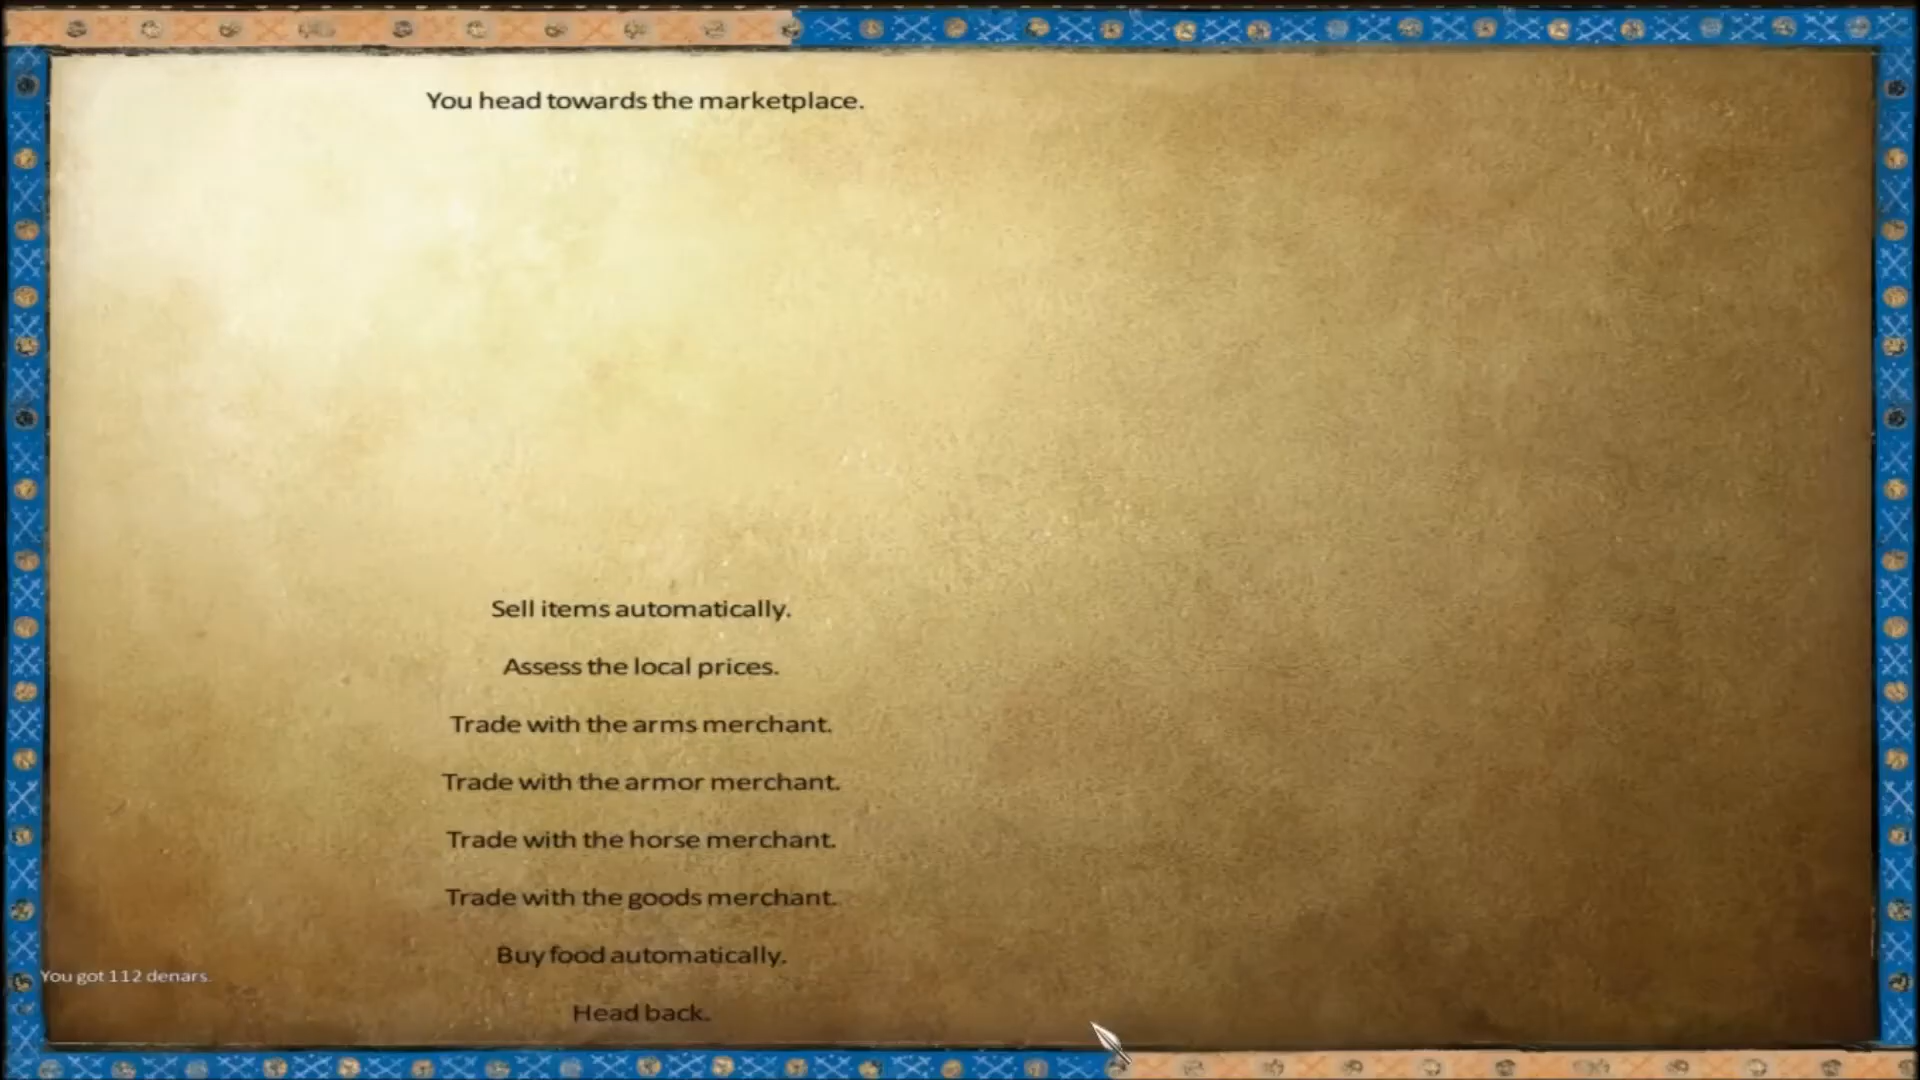 You head towards the marketplace.
Sell items automatically.
Assess the local prices.
Trade with the arms merchant.
Trade with the armor merchant.
Trade with the horse merchant.
Trade with the goods merchant.
Buy food automatically.
You got 112 denars.
Head back.